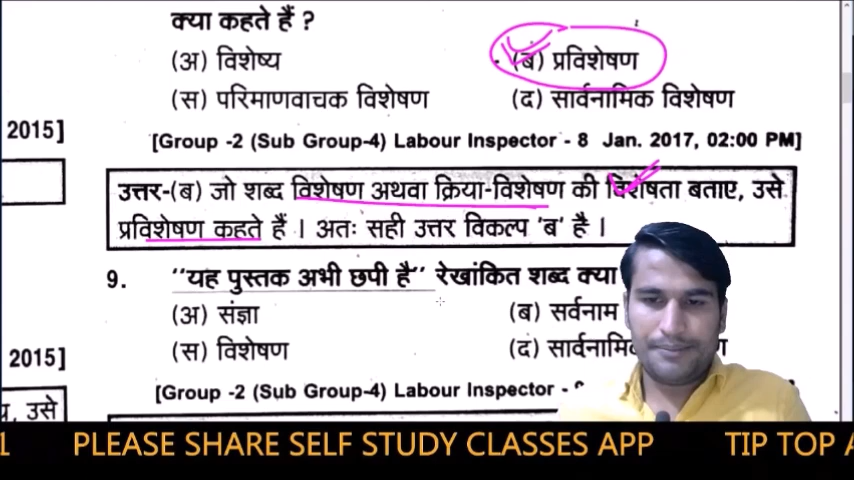 क्या कहते हैं ?
(अ) विशेष्य
(ब) प्रविशेषण
(स) परिमाणवाचक विशेषण
(द) सार्वनामिक विशेषण
2015]
[Group -2 (Sub Group-4) Labour Inspector - 8 Jan. 2017, 02:00 PM]
उत्तर-(ब) जो शब्द विशेषण अथवा क्रिया-विशेषण की विशेषता बताए, उसे
प्रविशेषण कहते हैं । अतः सही उत्तर विकल्प 'ब' है ।
9. "यह पुस्तक अभी छपी है" रेखांकित शब्द क्या
(अ) संज्ञा
(ब) सर्वनाम
(स) विशेषण
(द)
2015]
[Group -2 (Sub Group-4) Labour Inspector -
उसे
PLEASE SHARE SELF STUDY CLASSES APP
TIP TOP